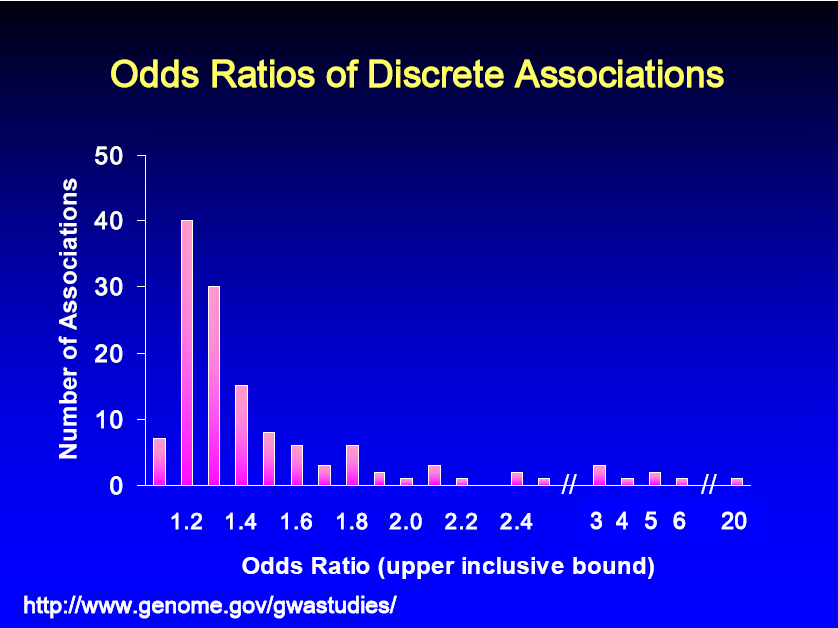 Odds Ratios of Discrete Associations
50
40
30
20
10
0
Number of Associations
1.2 1.4 1.6 1.8 2.0 2.2 2.4 // 3 4 5 6 // 20
Odds Ratio (upper inclusive bound)
http://www.genome.gov/gwastudies/